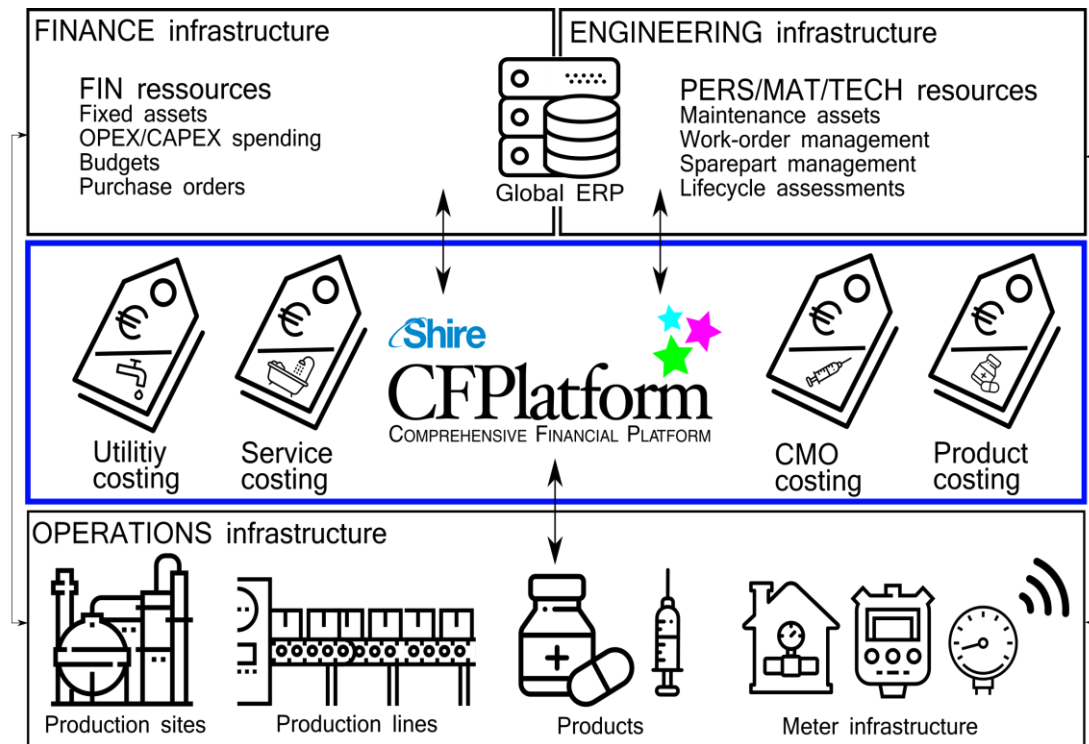 FINANCE infrastructure
FIN ressources
Fixed assets
OPEX/CAPEX spending
Budgets
Purchase orders
Global ERP
ENGINEERING infrastructure
PERS/MAT/TECH resources
Maintenance assets
Work-order management
Sparepart management
Lifecycle assessments
Utilitiy
costing
Service
costing
Shire
CFPlatform
COMPREHENSIVE FINANCIAL PLATFORM
CMO
costing
Product
costing
OPERATIONS infrastructure
Production sites
Production lines
Products
Meter infrastructure